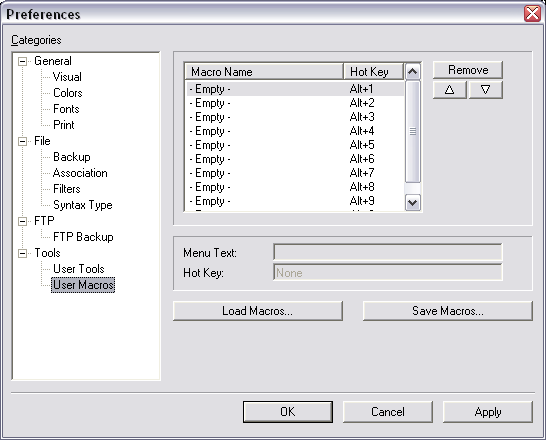 Preferences
Categories
General
Visual
Colors
Fonts
Print
File
Backup
Association
Filters
Syntax Type
FTP
FTP Backup
Tools
User Tools
User Macros
Macro Name Hot Key
- Empty - Alt+1
- Empty - Alt+2
- Empty - Alt+3
- Empty - Alt+4
- Empty - Alt+5
- Empty - Alt+6
- Empty - Alt+7
- Empty - Alt+8
- Empty - Alt+9
Remove
Menu Text:
Hot Key: None
Load Macros... Save Macros...
OK Cancel Apply